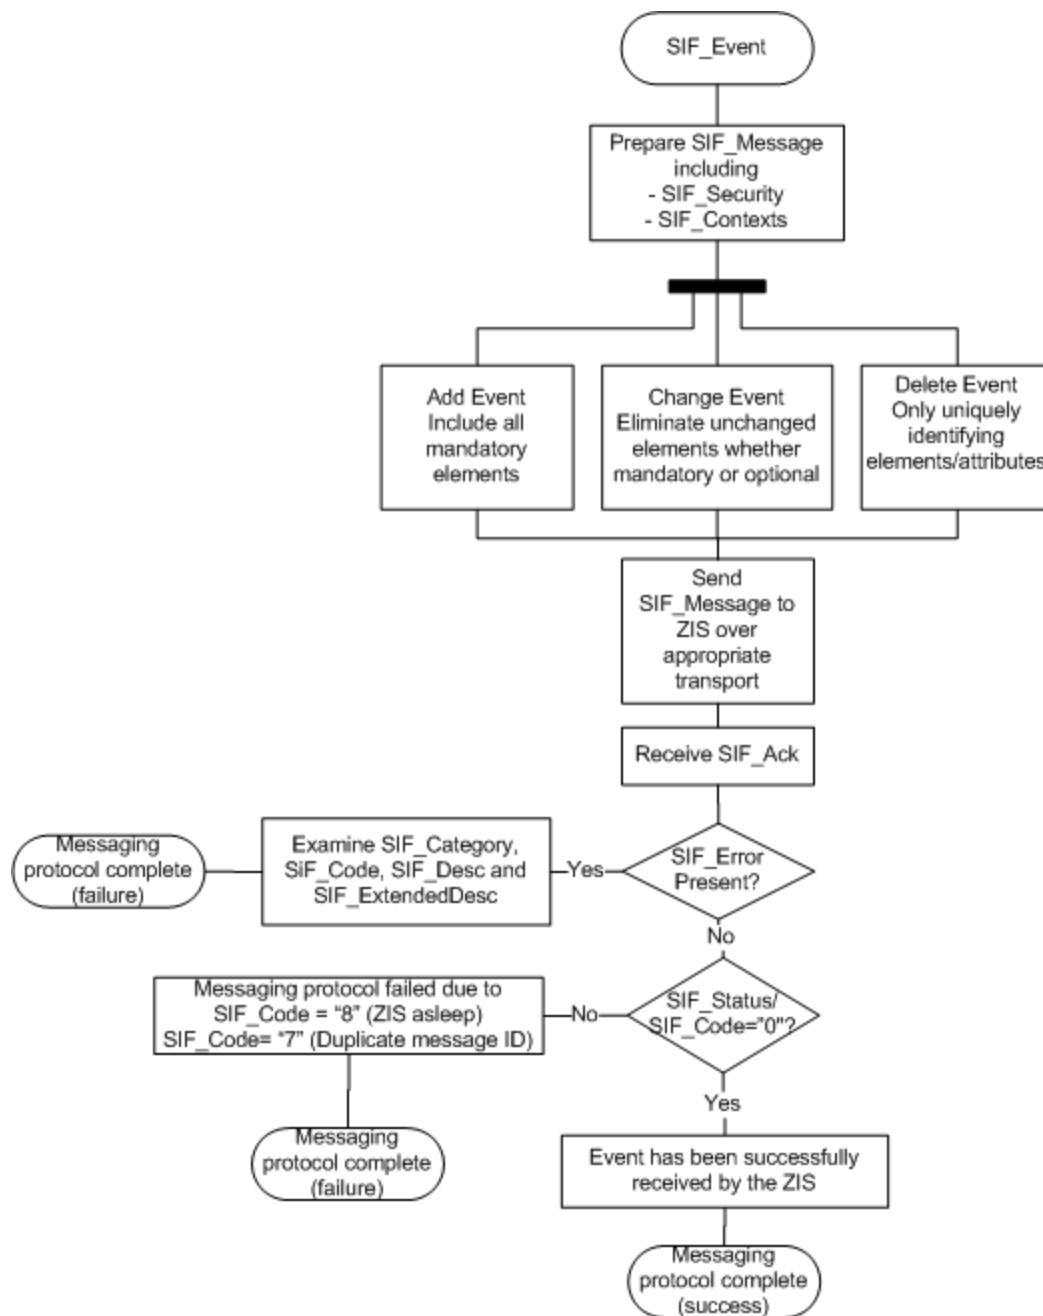 SIF_Event
Prepare SIF_Message
including
- SIF_Security
- SIF_Contexts
Add Event
Include all
mandatory
elements
Change Event
Eliminate unchanged
elements whether
mandatory or optional
Delete Event
Only uniquely
identifying
elements/attributes
Send
SIF_Message to
ZIS over
appropriate
transport
Receive SIF_Ack
SIF_Error
Present?
Yes
Examine SIF_Category,
SiF_Code, SIF_Desc and
SIF_ExtendedDesc
Messaging
protocol complete
(failure)
No
SIF_Status/
SIF_Code="0"?
No
Messaging protocol failed due to
SIF_Code = “8” (ZIS asleep)
SIF_Code= “7” (Duplicate message ID)
Messaging
protocol complete
(failure)
Yes
Event has been successfully
received by the ZIS
Messaging
protocol complete
(success)